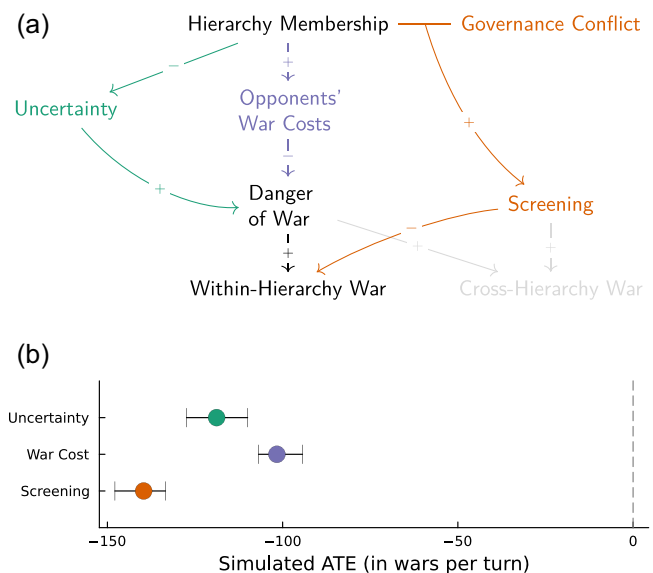 (a)
Hierarchy Membership
Governance Conflict
−
+
Uncertainty
Opponents'
War Costs
+
−
+
Danger
of War
Screening
−
+
+
+
Within-Hierarchy War
Cross-Hierarchy War
(b)
Uncertainty
War Cost
Screening
−150
−100
−50
0
Simulated ATE (in wars per turn)